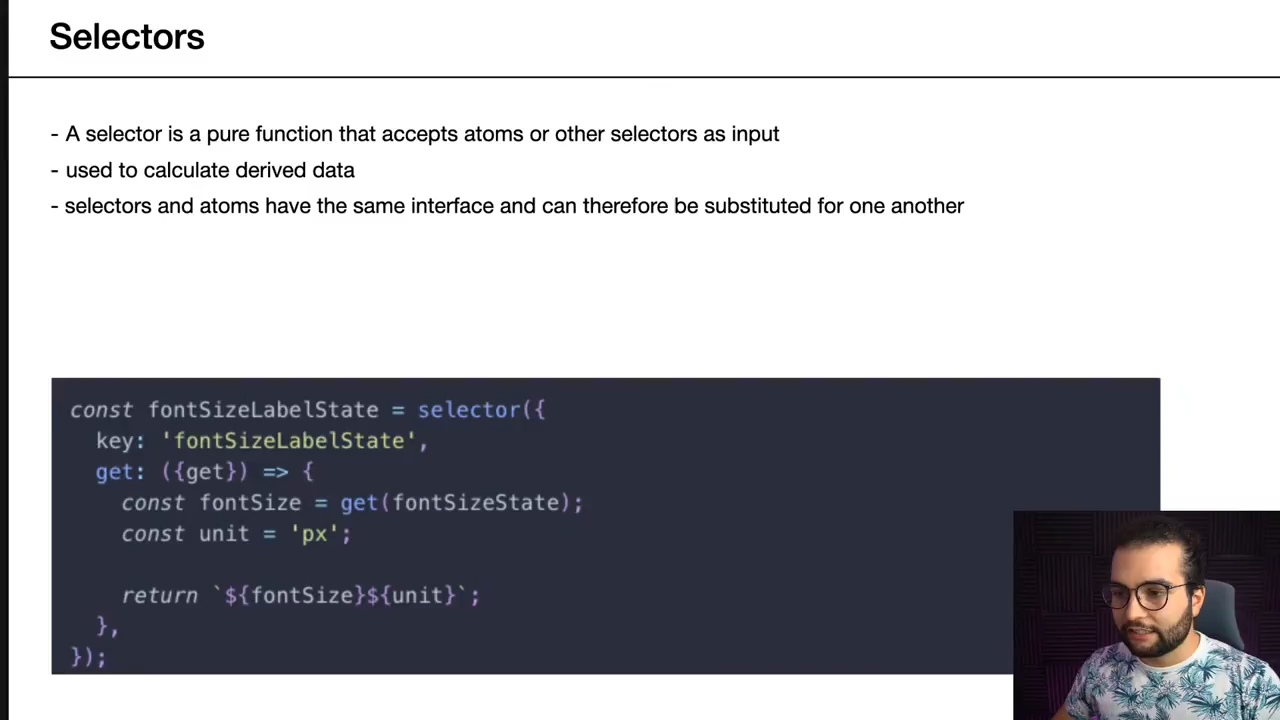 Selectors
- A selector is a pure function that accepts atoms or other selectors as input
- used to calculate derived data
- selectors and atoms have the same interface and can therefore be substituted for one another
const fontSizeLabelState = selector({
  key: 'fontSizeLabelState',
  get: ({get}) => {
    const fontSize = get(fontSizeState);
    const unit = 'px';
    return `${fontSize}${unit}`;
  },
});